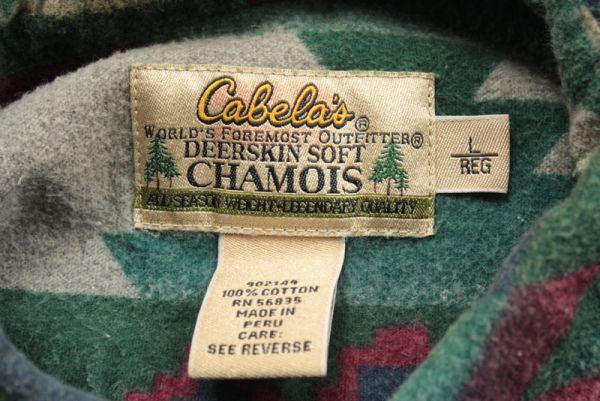 Cabela's®
WORLD'S FOREMOST OUTFITTER®
DEERSKIN SOFT
CHAMOIS
ALL SEASON WEIGHT-LEGENDARY QUALITY
L
REG
902144
100% COTTON
RN 56835
MADE IN
PERU
CARE:
SEE REVERSE